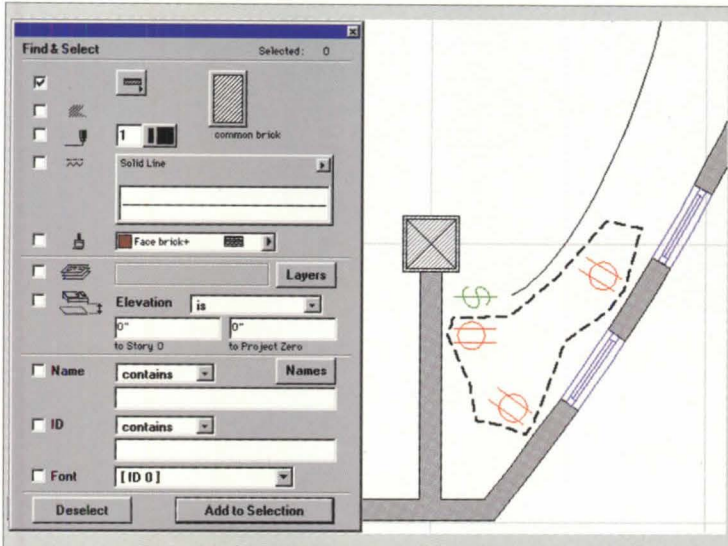 Find & Select
Selected: 0
1
common brick
Solid Line
Face brick+
Layers
Elevation is
0" 0"
to Story 0 to Project Zero
Name contains Names
ID contains
Font [ID 0]
Deselect Add to Selection
S